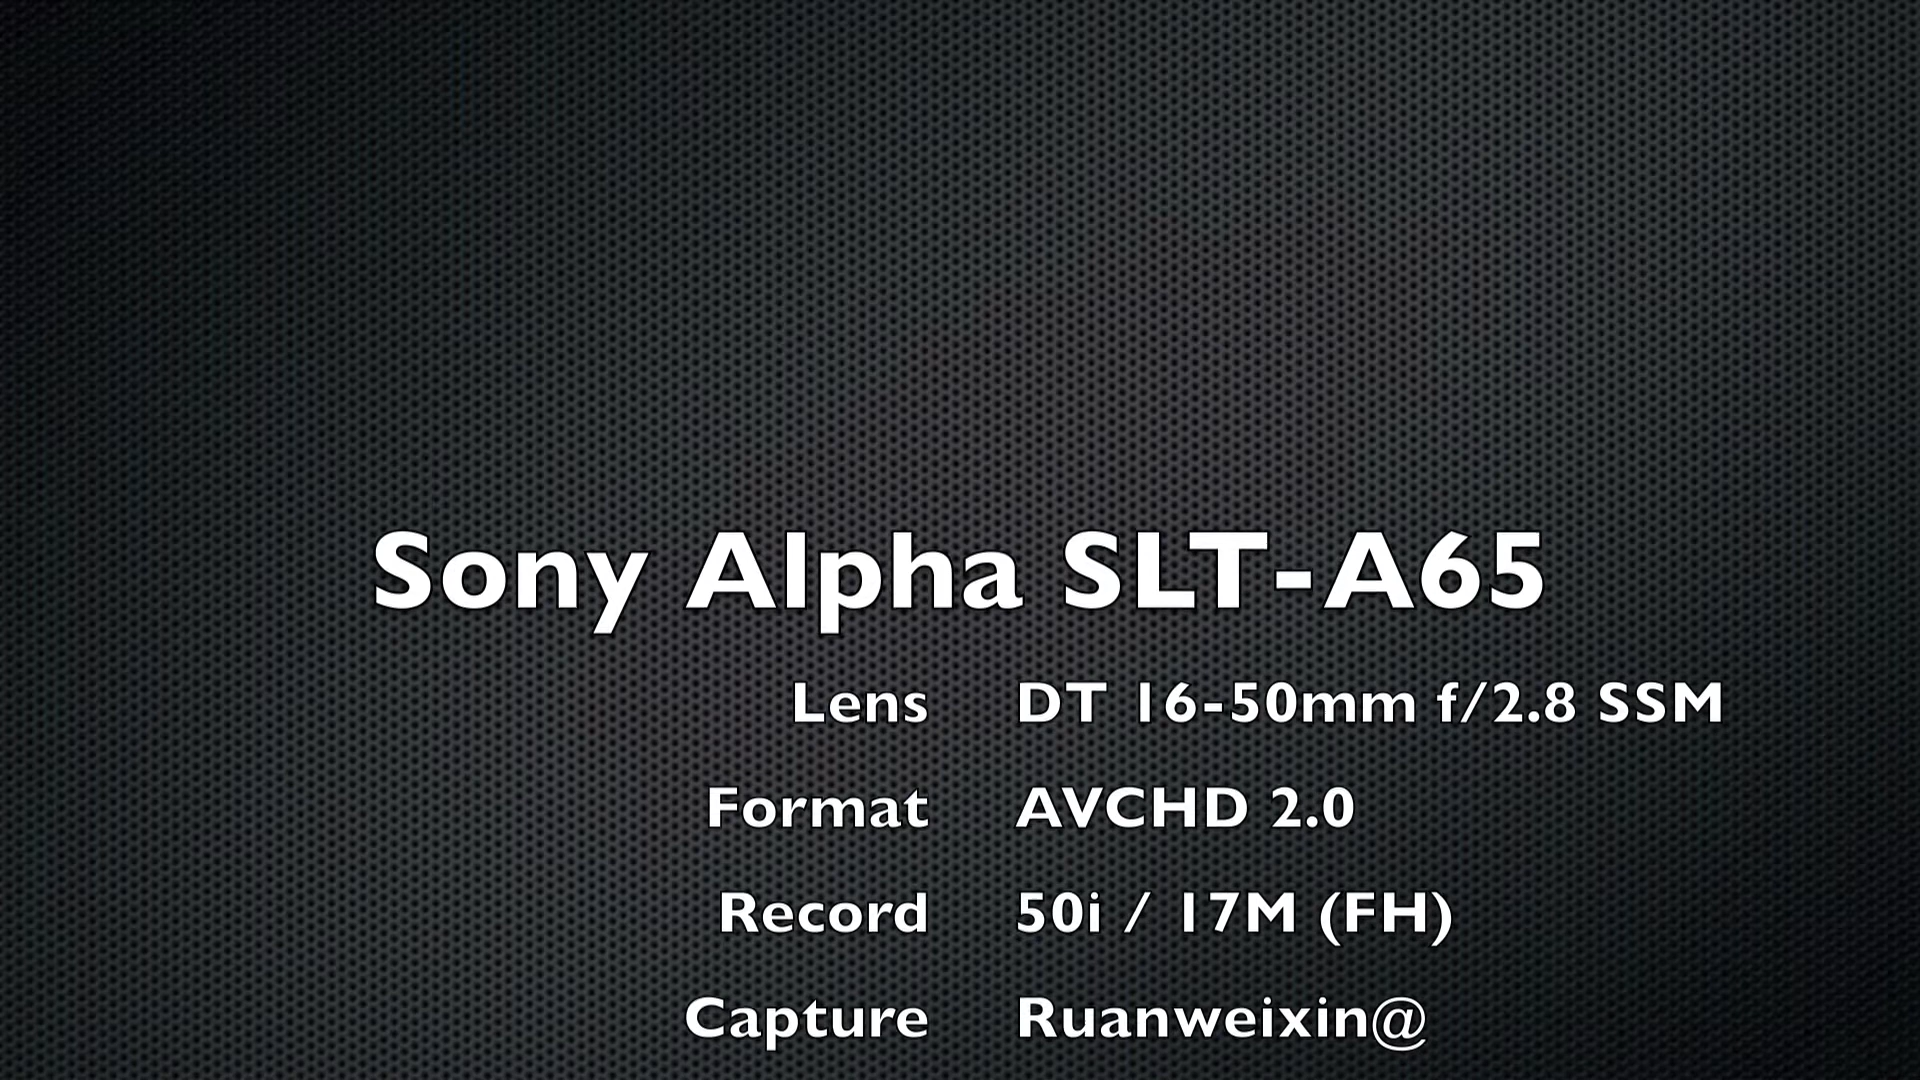 Sony Alpha SLT-A65
Lens DT 16-50mm f/2.8 SSM
Format AVCHD 2.0
Record 50i / 17M (FH)
Capture Ruanweixin@